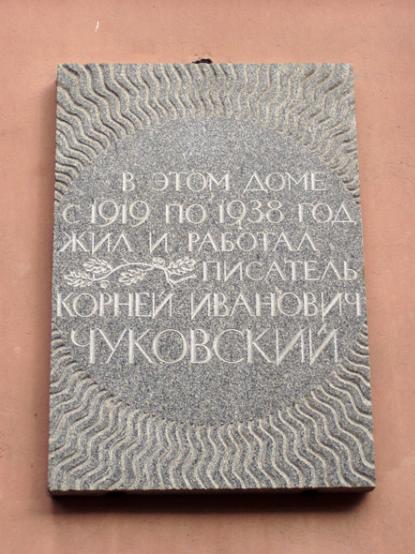 В ЭТОМ ДОМЕ
С 1919 ПО 1938 ГОД
ЖИЛ И РАБОТАЛ
ПИСАТЕЛЬ
КОРНЕЙ ИВАНОВИЧ
ЧУКОВСКИЙ